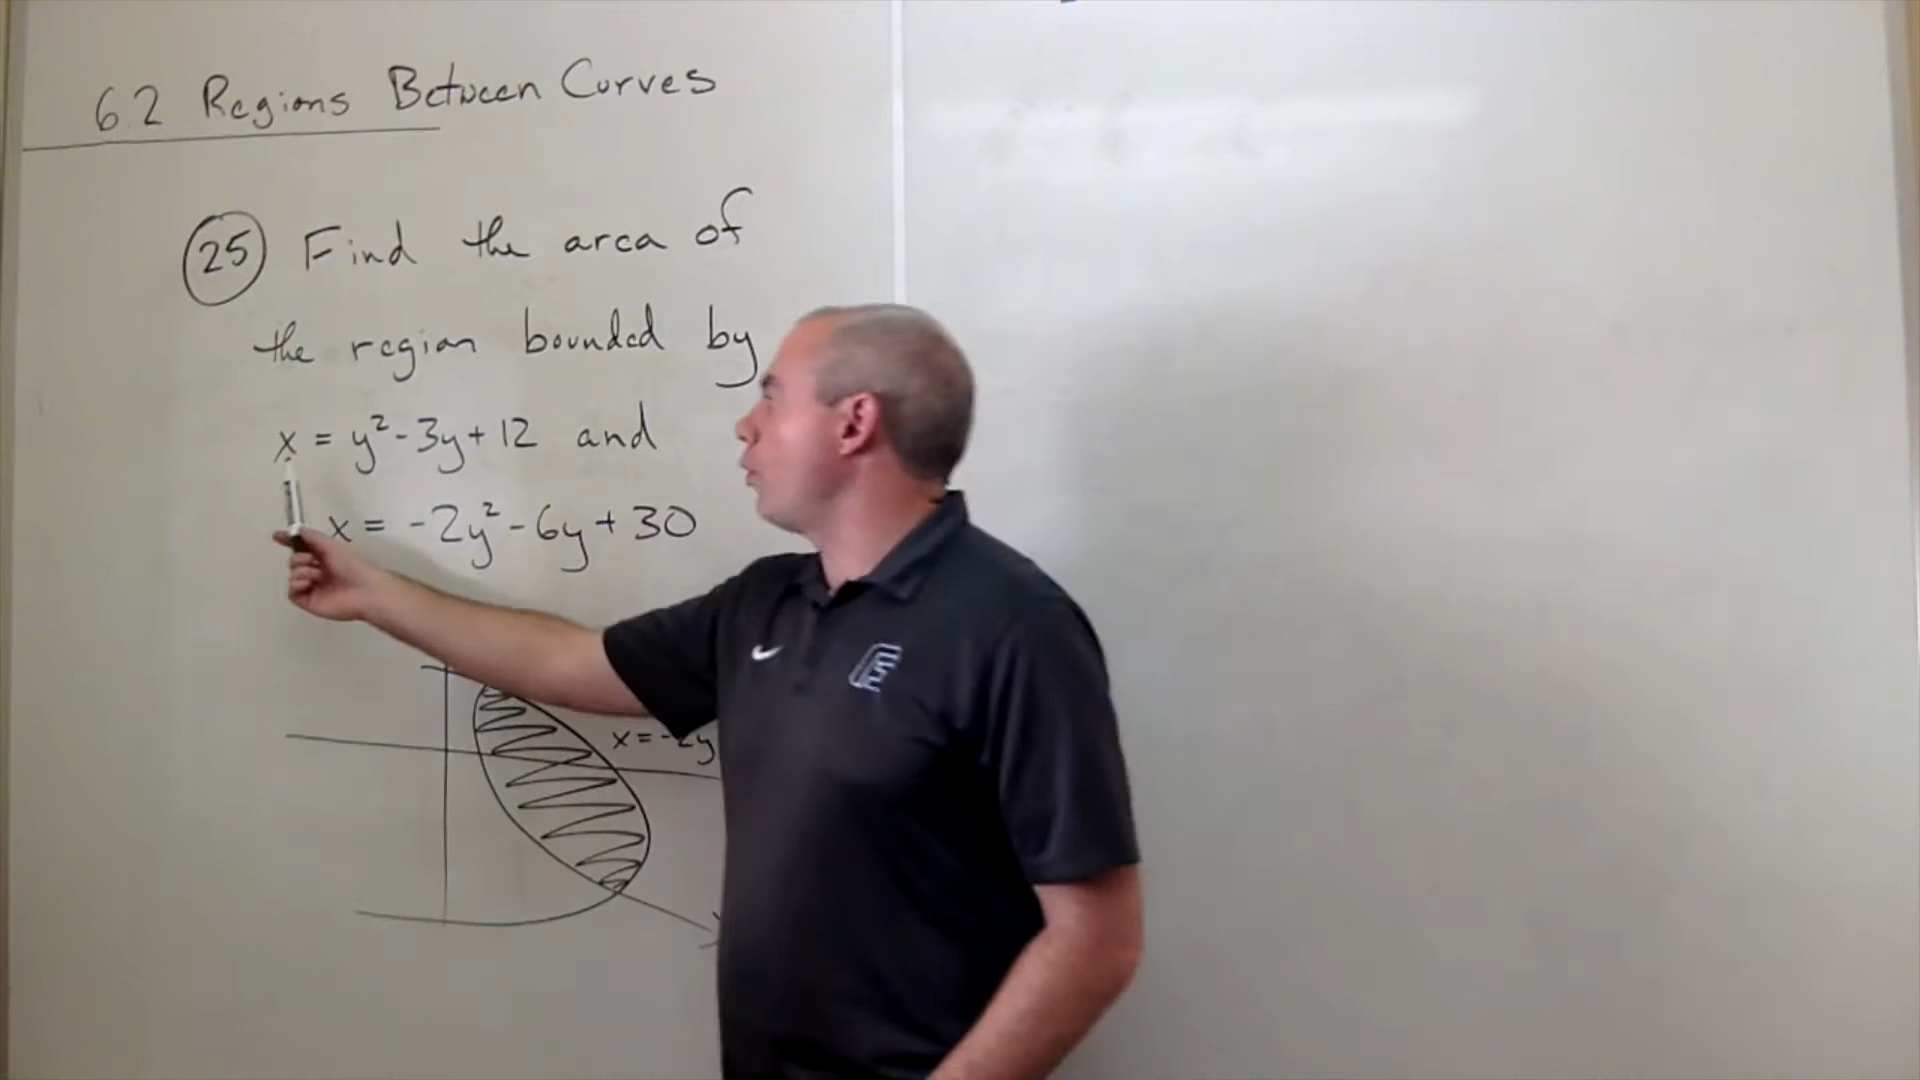 6.2 Regions Between Curves
25 Find the area of
the region bounded by
x = y² - 3y + 12 and
x = -2y² - 6y + 30
x = -2y
E